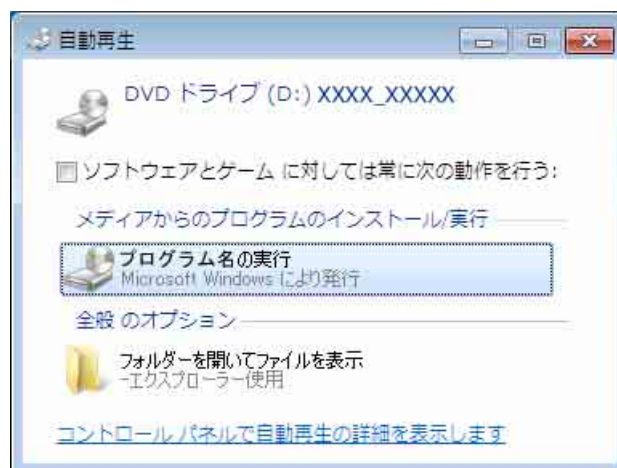 自動再生
DVD ドライブ (D:) XXXX_XXXXX
ソフトウェアとゲーム に対しては常に次の動作を行う:
メディアからのプログラムのインストール/実行
プログラム名の実行
Microsoft Windows により発行
全般 のオプション
フォルダーを開いてファイルを表示
-エクスプローラー使用
コントロール パネルで自動再生の詳細を表示します